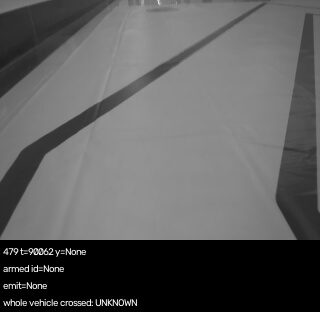 479 t=90062 y=None
armed id=None
emit=None
whole vehicle crossed: UNKNOWN